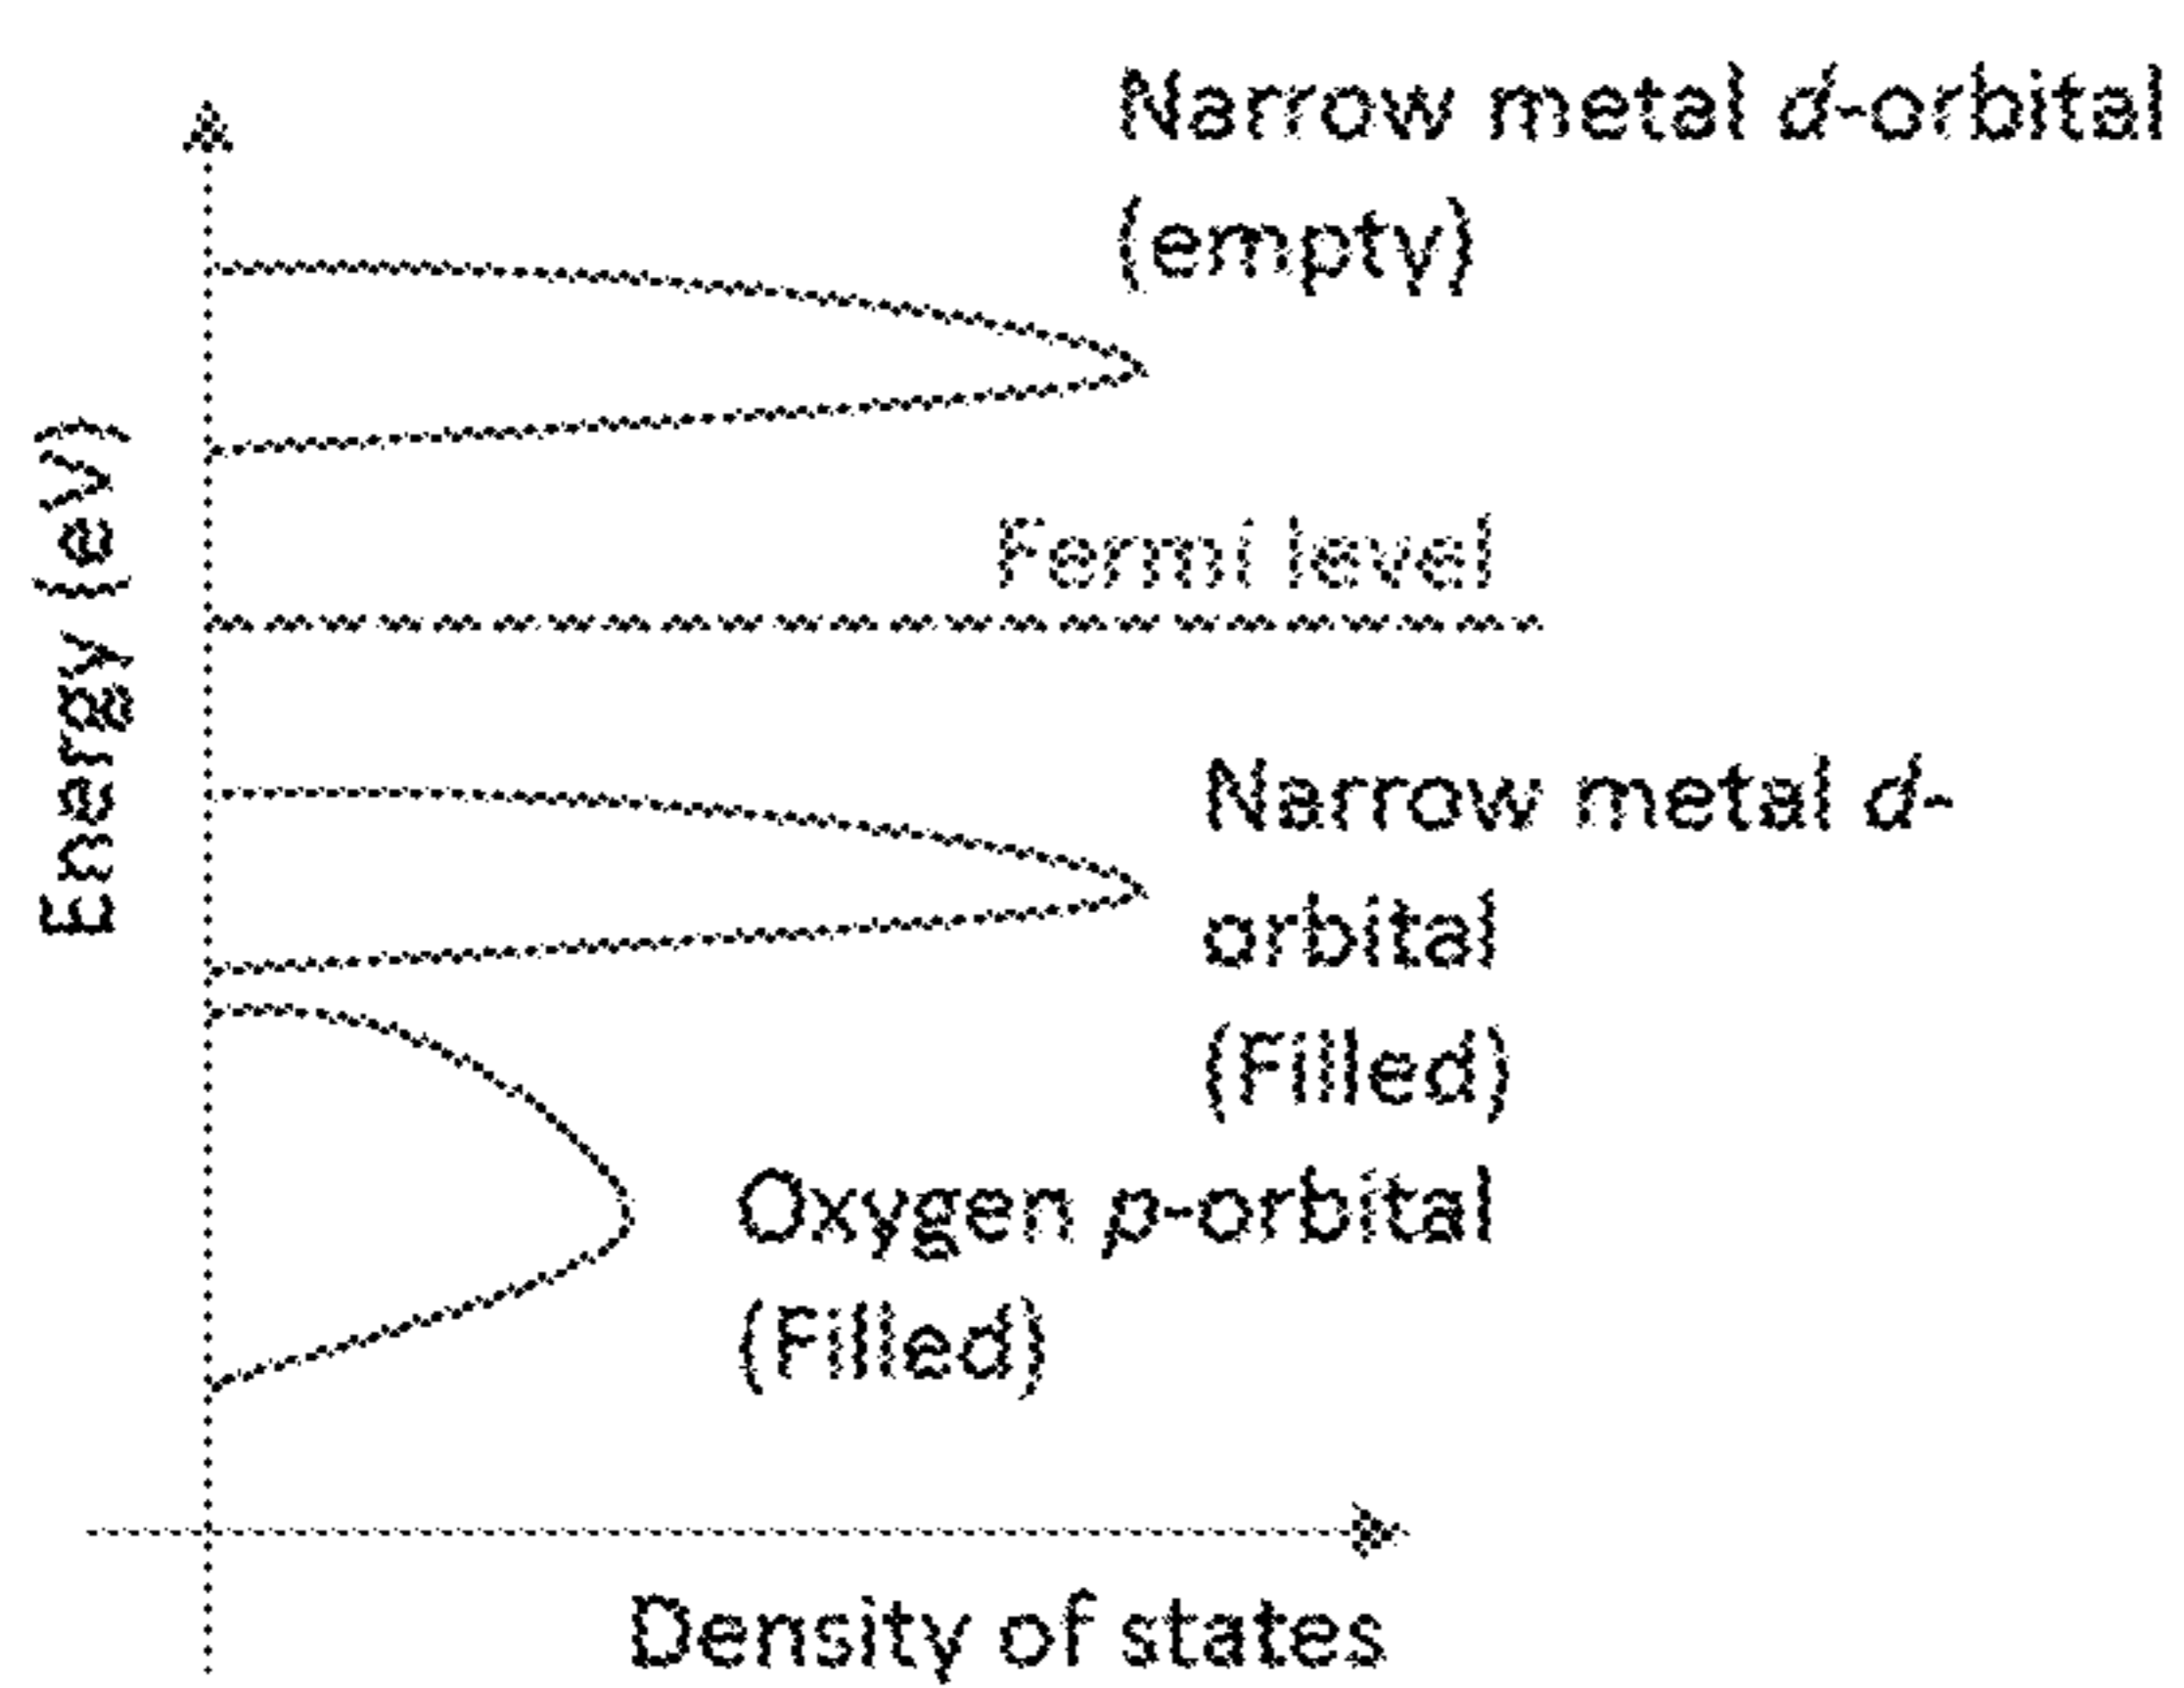 Narrow metal d-orbital
(empty)
Energy (eV)
Fermi level
Narrow metal d-
orbital
(Filled)
Oxygen p-orbital
(Filled)
Density of states